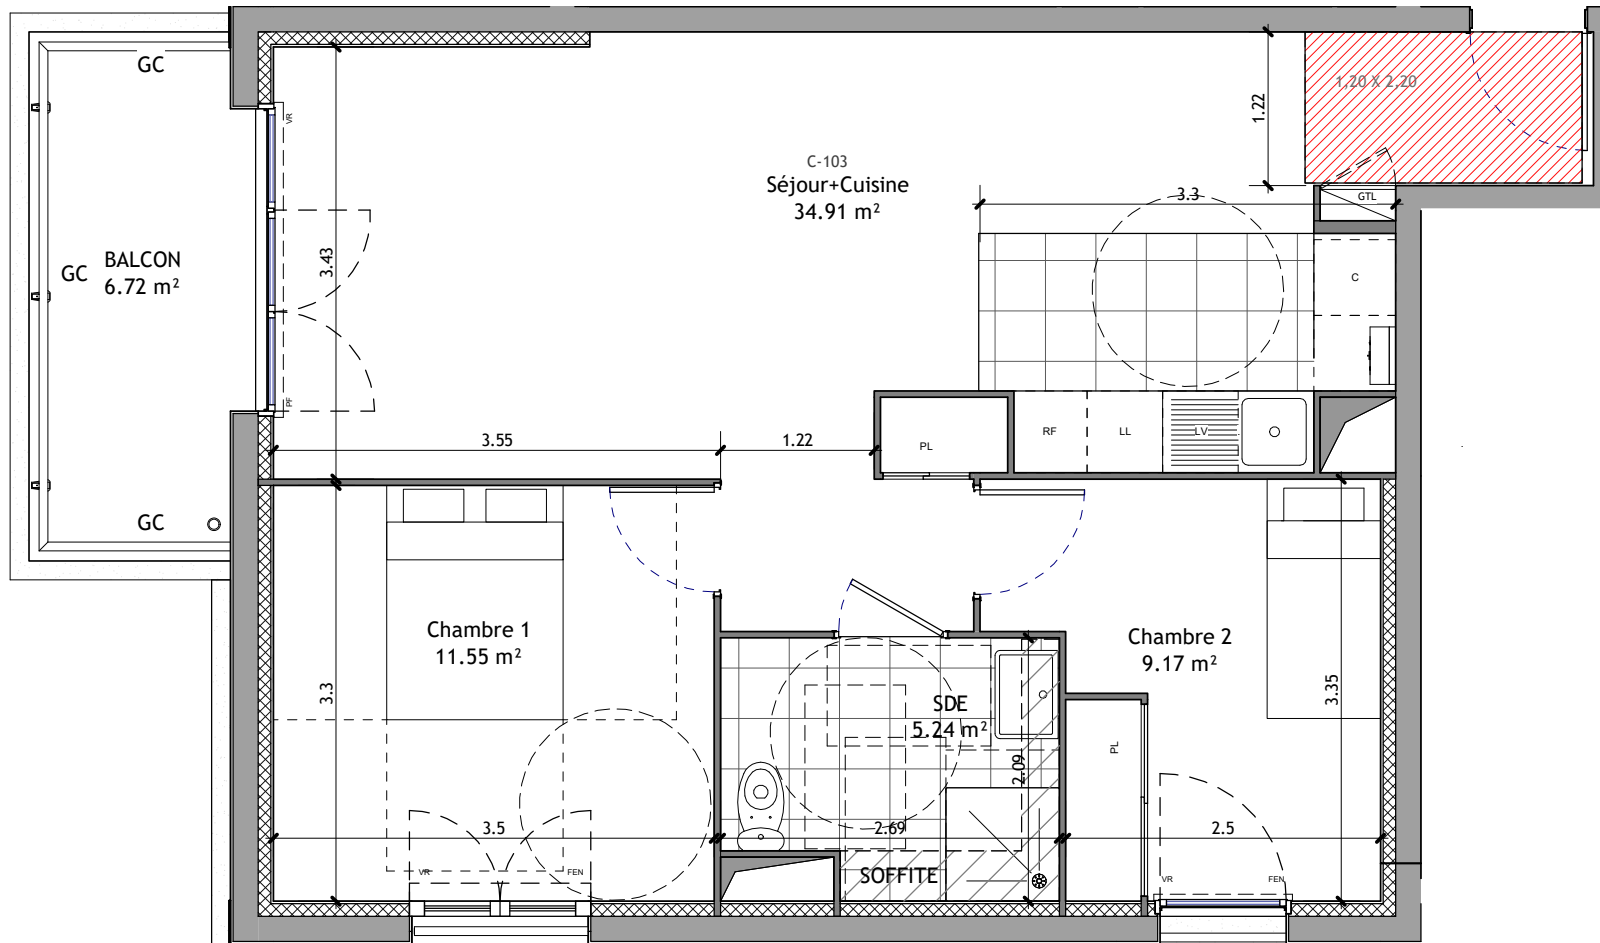 GC
VR
1,20 X 2,20
1.22
C-103
Séjour+Cuisine
34.91 m²
3.3
GTL
3.43
GC
BALCON
6.72 m²
C
PF
3.55
1.22
PL
RF
LL
LV
GC
Chambre 1
11.55 m²
Chambre 2
9.17 m²
3.3
SDE
5.24 m²
3.35
2.09
PL
3.5
2.69
2.5
VR
FEN
SOFFITE
VR
FEN